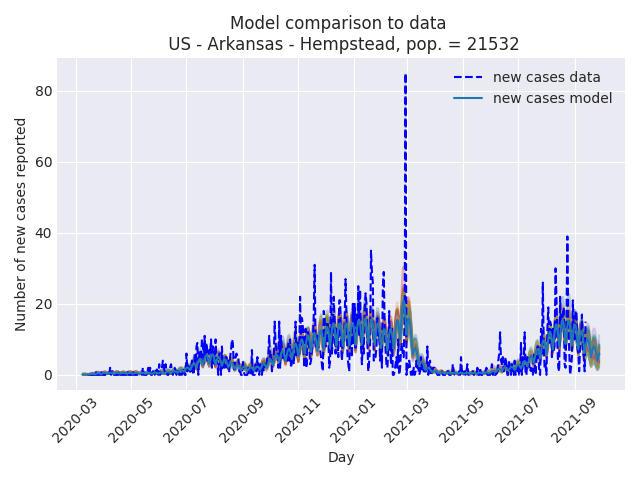 Model comparison to data
US - Arkansas - Hempstead, pop. = 21532
new cases data
new cases model
Number of new cases reported
80
60
40
20
0
2020-03
2020-05
2020-07
2020-09
2020-11
2021-01
2021-03
2021-05
2021-07
2021-09
Day